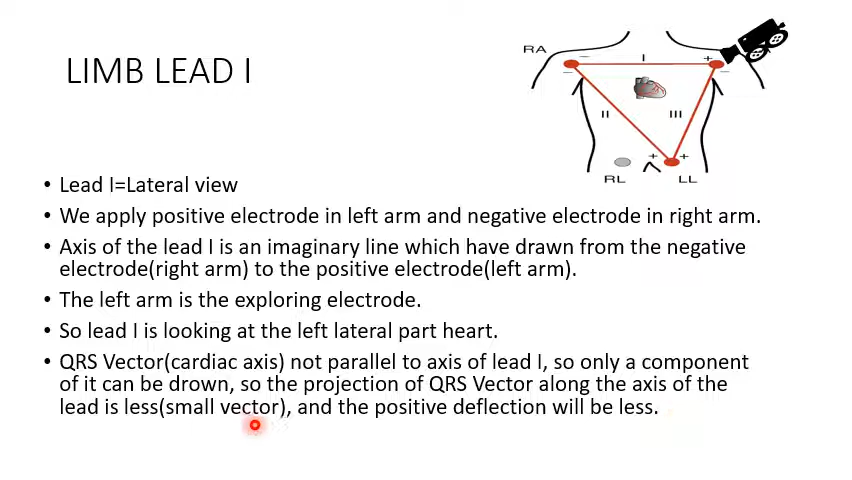 LIMB LEAD I
RA
− I +
− −
II III
+ +
RL LL
• Lead I=Lateral view
• We apply positive electrode in left arm and negative electrode in right arm.
• Axis of the lead I is an imaginary line which have drawn from the negative
electrode(right arm) to the positive electrode(left arm).
• The left arm is the exploring electrode.
• So lead I is looking at the left lateral part heart.
• QRS Vector(cardiac axis) not parallel to axis of lead I, so only a component
of it can be drown, so the projection of QRS Vector along the axis of the
lead is less(small vector), and the positive deflection will be less.